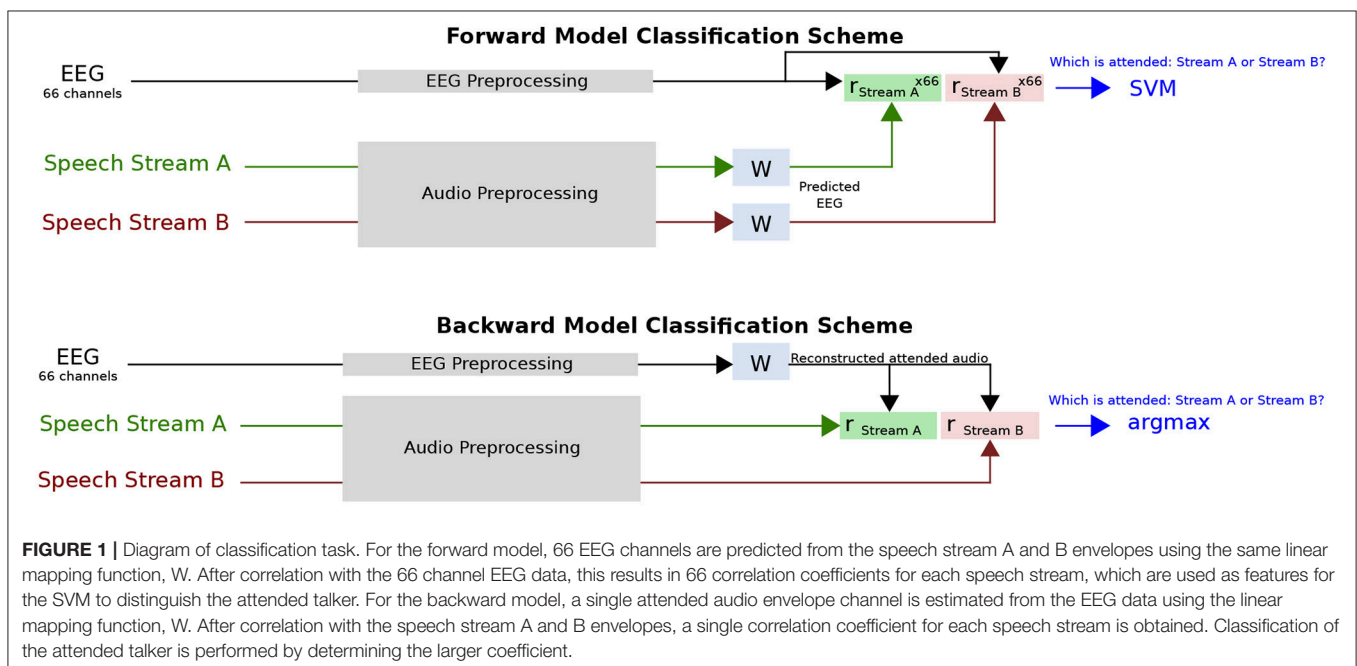 Forward Model Classification Scheme
EEG
66 channels
EEG Preprocessing
r Stream A x66
r Stream B x66
Which is attended: Stream A or Stream B?
SVM
Speech Stream A
Audio Preprocessing
W
Predicted
EEG
Speech Stream B
W
Backward Model Classification Scheme
EEG
66 channels
EEG Preprocessing
W
Reconstructed attended audio
Speech Stream A
Audio Preprocessing
r Stream A
r Stream B
Which is attended: Stream A or Stream B?
argmax
Speech Stream B
FIGURE 1 | Diagram of classification task. For the forward model, 66 EEG channels are predicted from the speech stream A and B envelopes using the same linear
mapping function, W. After correlation with the 66 channel EEG data, this results in 66 correlation coefficients for each speech stream, which are used as features for
the SVM to distinguish the attended talker. For the backward model, a single attended audio envelope channel is estimated from the EEG data using the linear
mapping function, W. After correlation with the speech stream A and B envelopes, a single correlation coefficient for each speech stream is obtained. Classification of
the attended talker is performed by determining the larger coefficient.